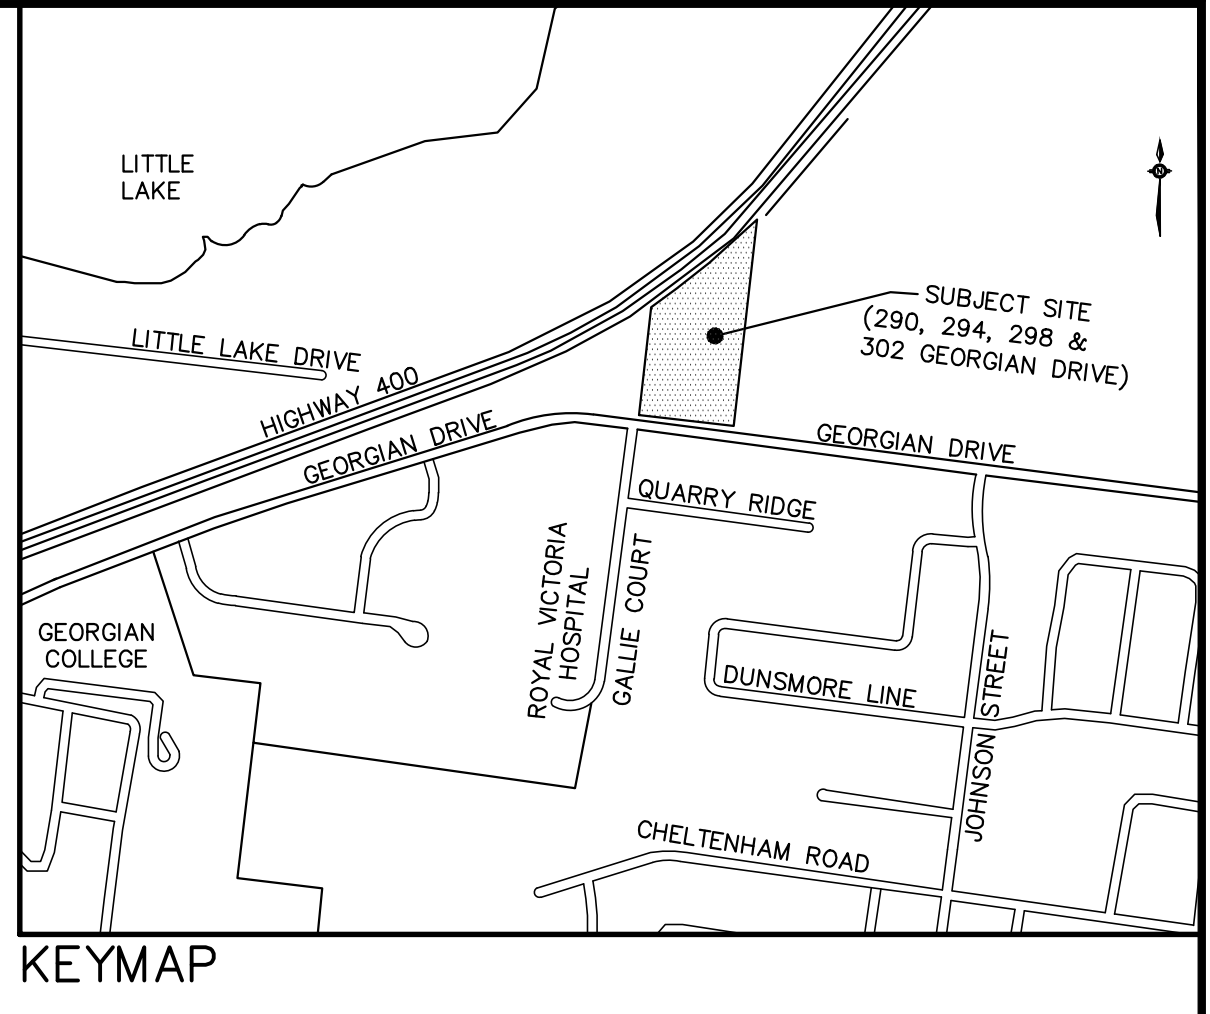 LITTLE
LAKE
N
SUBJECT SITE
(290, 294, 298 &
302 GEORGIAN DRIVE)
LITTLE LAKE DRIVE
HIGHWAY 400
GEORGIAN DRIVE
GEORGIAN DRIVE
QUARRY RIDGE
ROYAL VICTORIA
HOSPITAL
GALLIE COURT
GEORGIAN
COLLEGE
DUNSMORE LINE
JOHNSON STREET
CHELTENHAM ROAD
KEYMAP